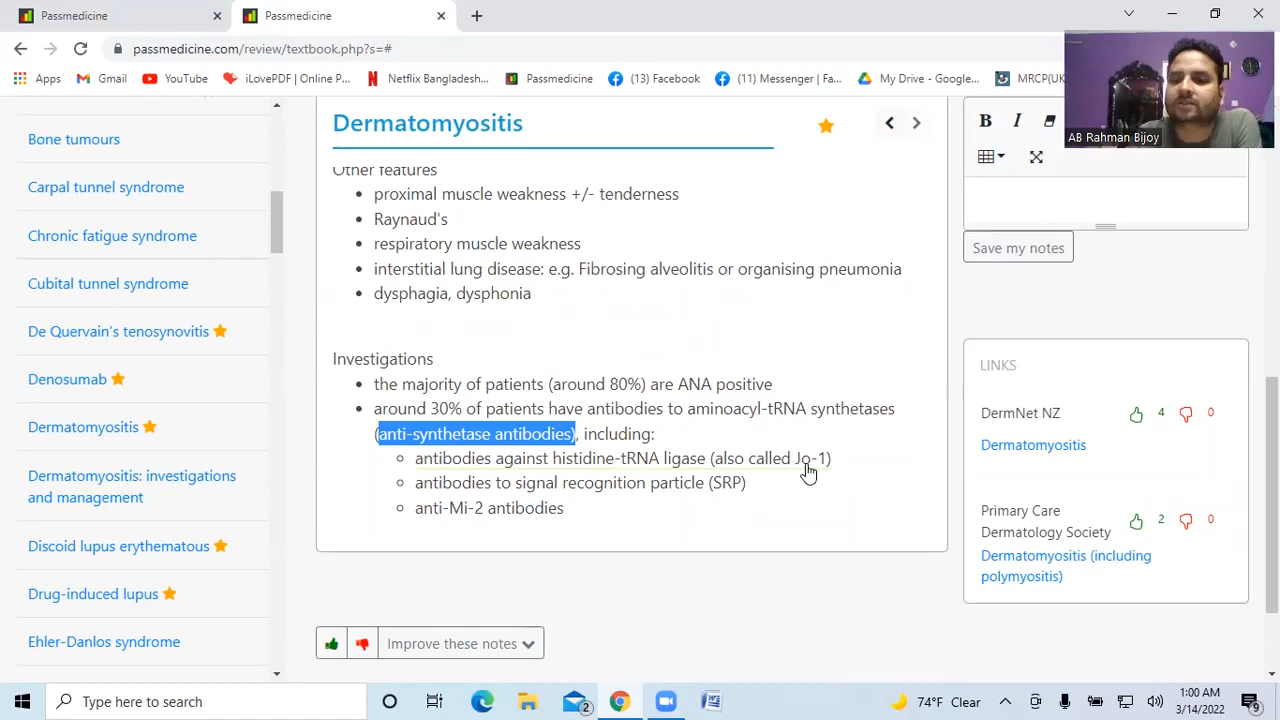 Passmedicine
Passmedicine
passmedicine.com/review/textbook.php?s=#
Apps
Gmail
YouTube
iLovePDF | Online P...
Netflix Bangladesh...
Passmedicine
(13) Facebook
(11) Messenger | Fa...
My Drive - Google...
MRCP(UK
AB Rahman Bijoy
Bone tumours
Carpal tunnel syndrome
Chronic fatigue syndrome
Cubital tunnel syndrome
De Quervain's tenosynovitis
Denosumab
Dermatomyositis
Dermatomyositis: investigations
and management
Discoid lupus erythematous
Drug-induced lupus
Ehler-Danlos syndrome
Dermatomyositis
Other features
proximal muscle weakness +/- tenderness
Raynaud's
respiratory muscle weakness
interstitial lung disease: e.g. Fibrosing alveolitis or organising pneumonia
dysphagia, dysphonia
Investigations
the majority of patients (around 80%) are ANA positive
around 30% of patients have antibodies to aminoacyl-tRNA synthetases
(anti-synthetase antibodies), including:
antibodies against histidine-tRNA ligase (also called Jo-1)
antibodies to signal recognition particle (SRP)
anti-Mi-2 antibodies
Improve these notes
B I
Save my notes
LINKS
DermNet NZ 4 0
Dermatomyositis
Primary Care
Dermatology Society 2 0
Dermatomyositis (including
polymyositis)
Type here to search
2
74°F Clear
1:00 AM
3/14/2022
9